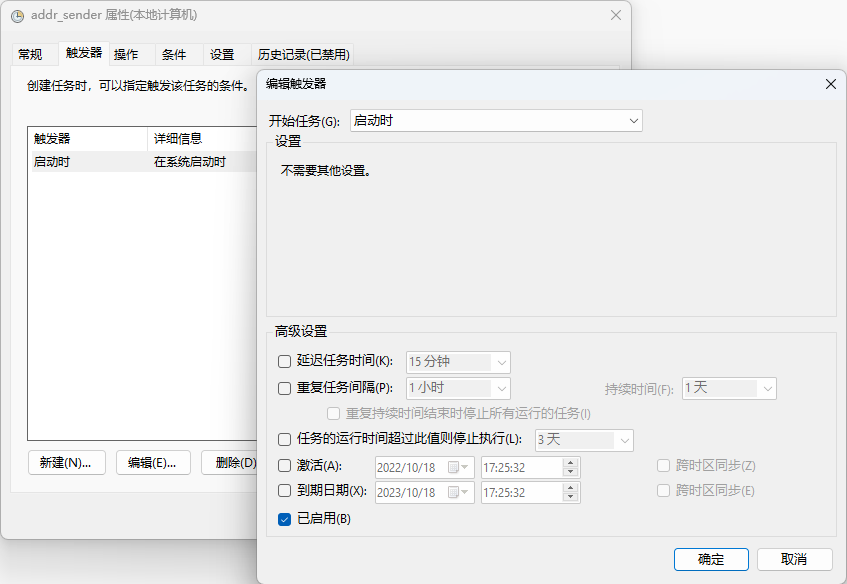 addr_sender 属性(本地计算机)
常规 触发器 操作 条件 设置 历史记录(已禁用)
创建任务时，可以指定触发该任务的条件。
触发器 详细信息
启动时 在系统启动时
新建(N)... 编辑(E)... 删除(D)
编辑触发器
开始任务(G): 启动时
设置
不需要其他设置。
高级设置
延迟任务时间(K): 15 分钟
重复任务间隔(P): 1 小时 持续时间(F): 1 天
重复持续时间结束时停止所有运行的任务(I)
任务的运行时间超过此值则停止执行(L): 3 天
激活(A): 2022/10/18 17:25:32 跨时区同步(Z)
到期日期(X): 2023/10/18 17:25:32 跨时区同步(E)
已启用(B)
确定 取消